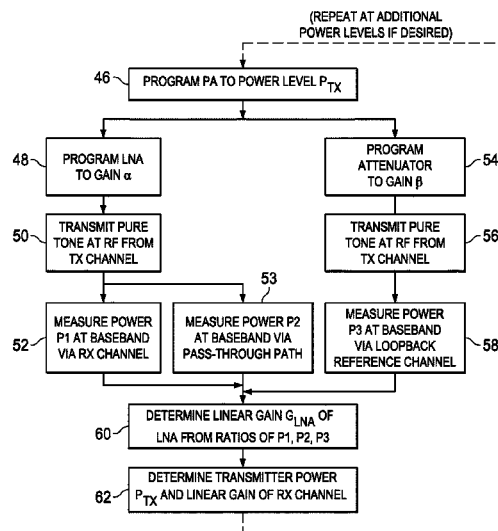 (REPEAT AT ADDITIONAL
POWER LEVELS IF DESIRED)
46
PROGRAM PA TO POWER LEVEL P_TX
48
PROGRAM LNA
TO GAIN α
54
PROGRAM
ATTENUATOR
TO GAIN β
50
TRANSMIT PURE
TONE AT RF FROM
TX CHANNEL
56
TRANSMIT PURE
TONE AT RF FROM
TX CHANNEL
53
52
MEASURE POWER
P1 AT BASEBAND
VIA RX CHANNEL
MEASURE POWER P2
AT BASEBAND VIA
PASS-THROUGH PATH
MEASURE POWER
P3 AT BASEBAND
VIA LOOPBACK
REFERENCE CHANNEL
58
60
DETERMINE LINEAR GAIN G_LNA OF
LNA FROM RATIOS OF P1, P2, P3
62
DETERMINE TRANSMITTER POWER
P_TX AND LINEAR GAIN OF RX CHANNEL